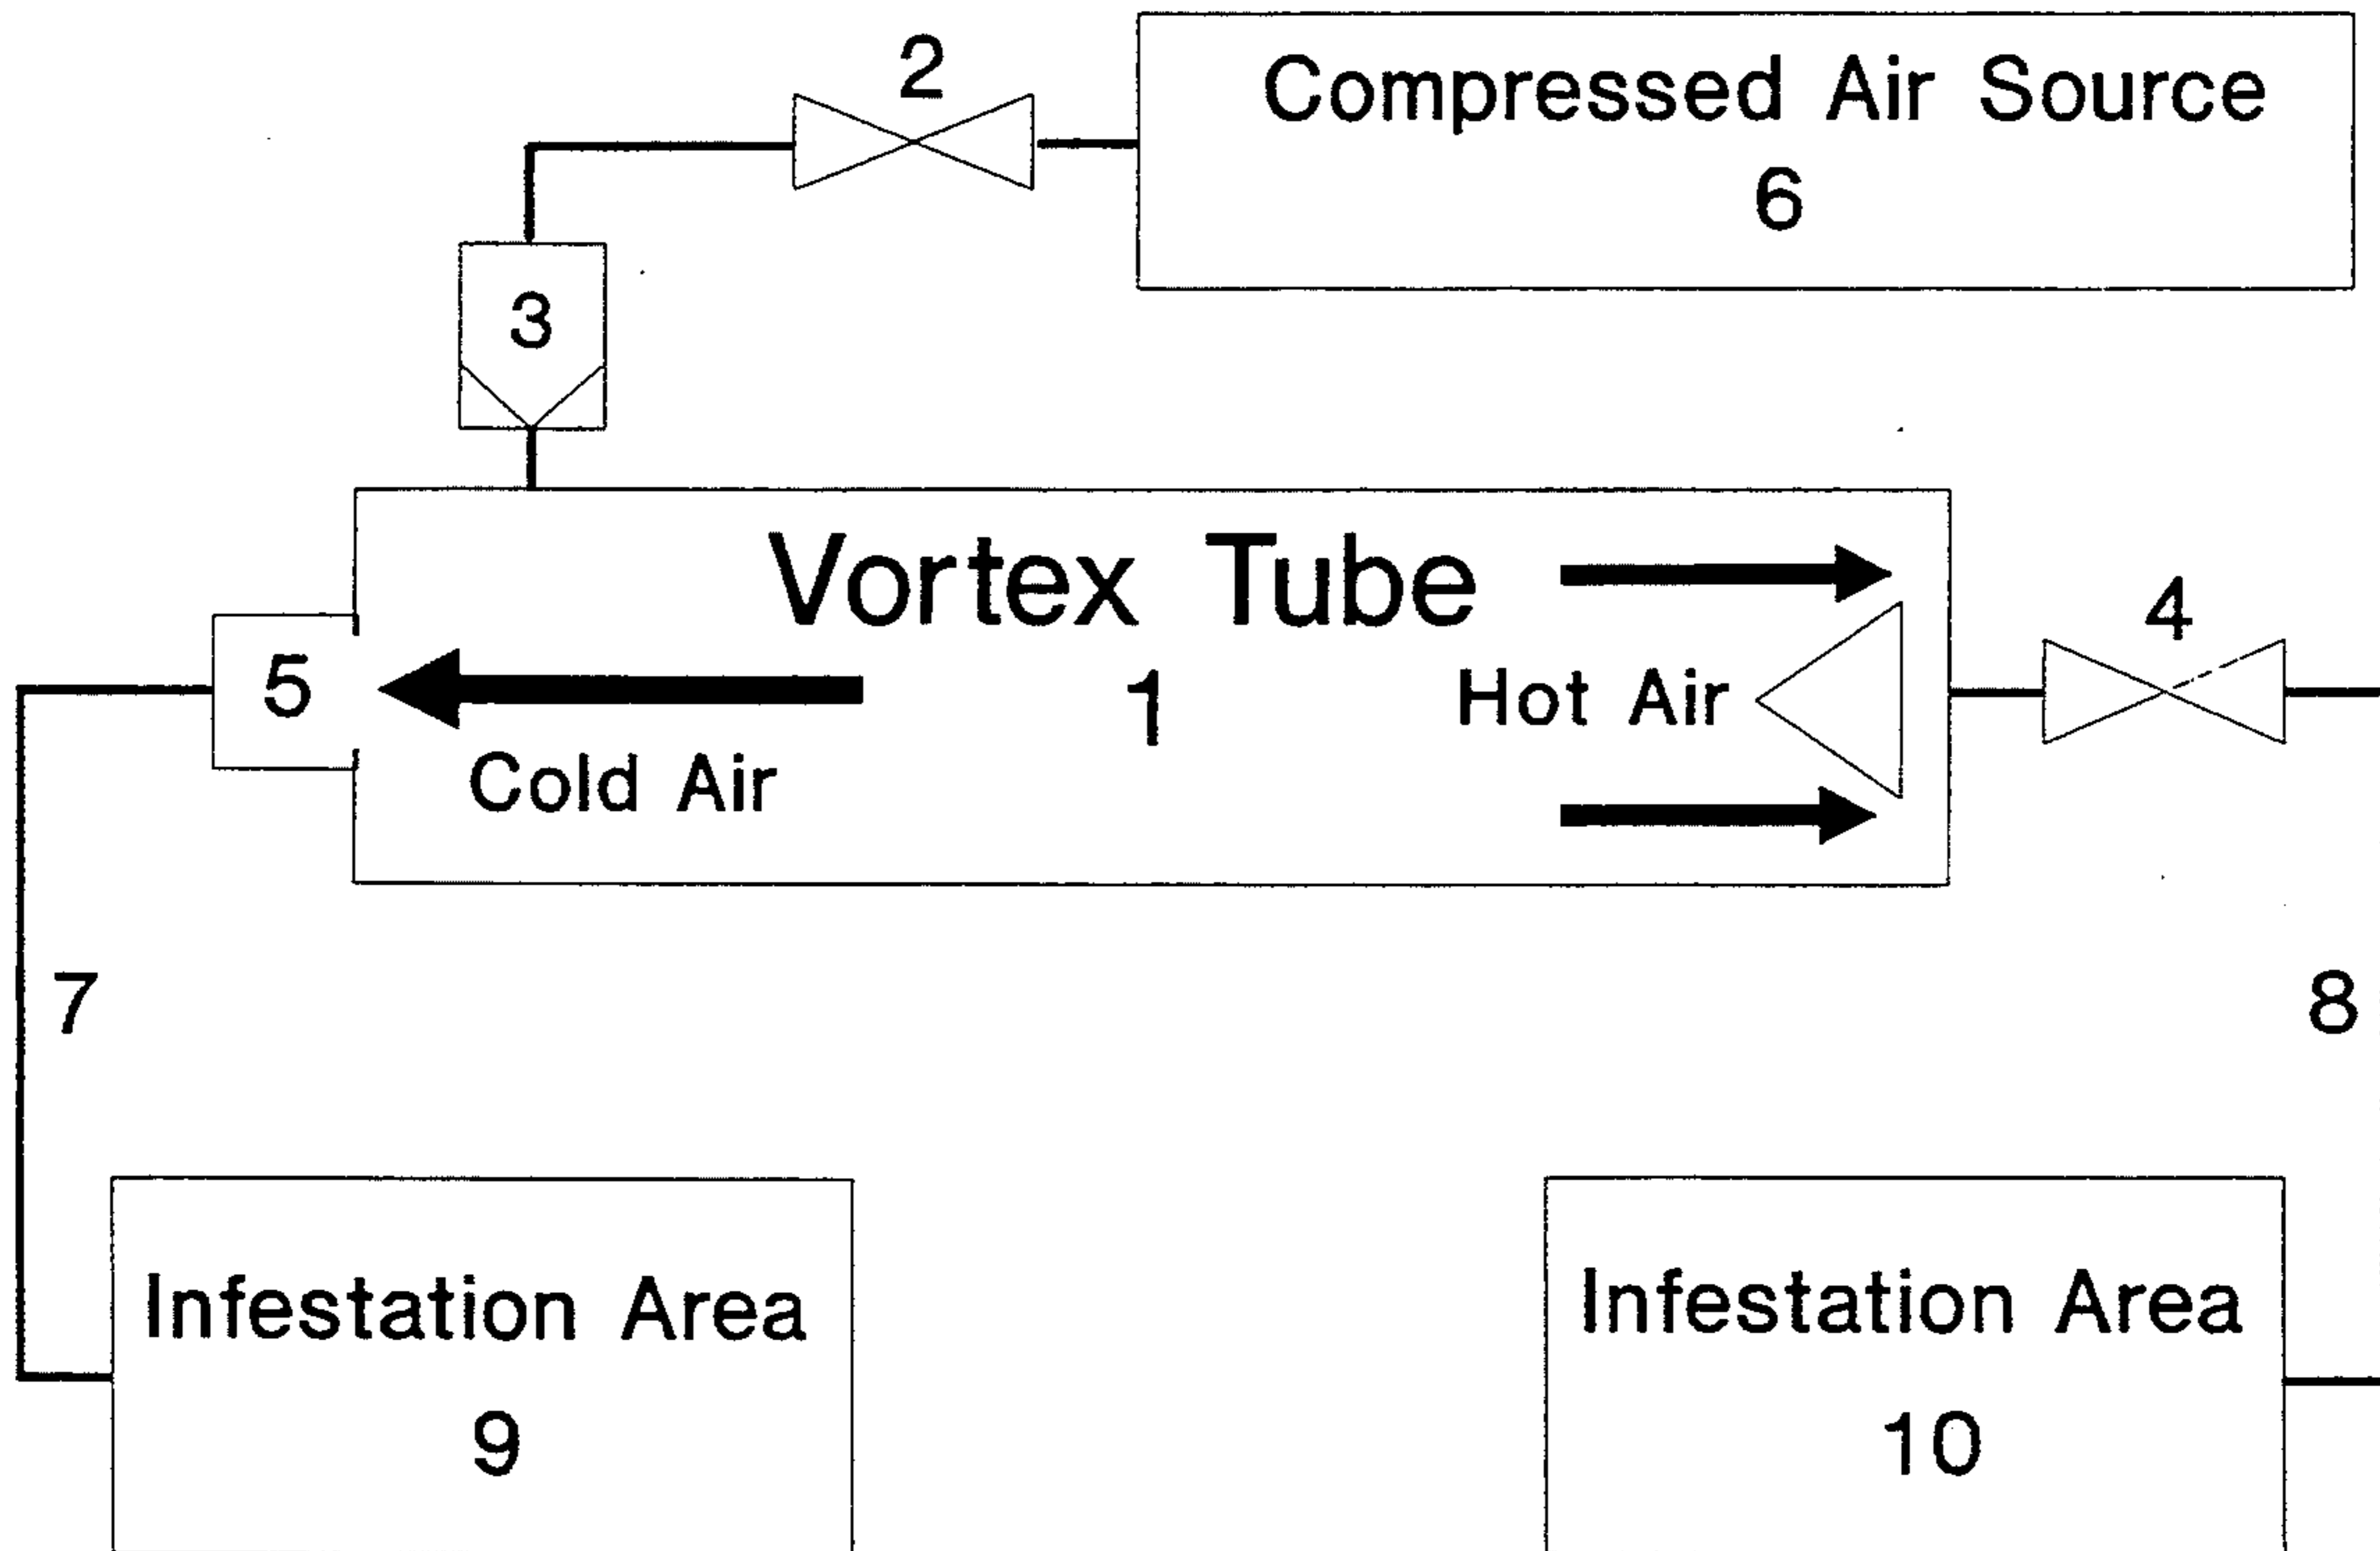 2
Compressed Air Source
6
3
Vortex Tube
4
5
1
Hot Air
Cold Air
7
8
Infestation Area
9
Infestation Area
10